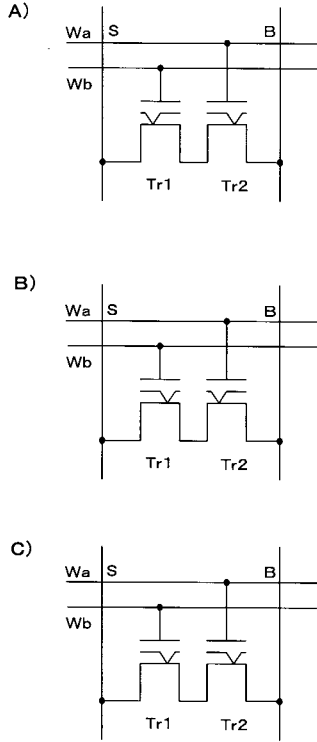 A)
Wa S B
Wb
Tr1 Tr2
B)
Wa S B
Wb
Tr1 Tr2
C)
Wa S B
Wb
Tr1 Tr2